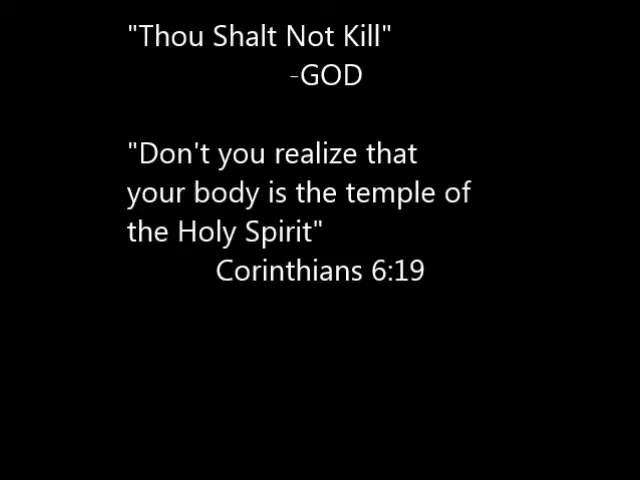 "Thou Shalt Not Kill"
-GOD
"Don't you realize that
your body is the temple of
the Holy Spirit"
Corinthians 6:19